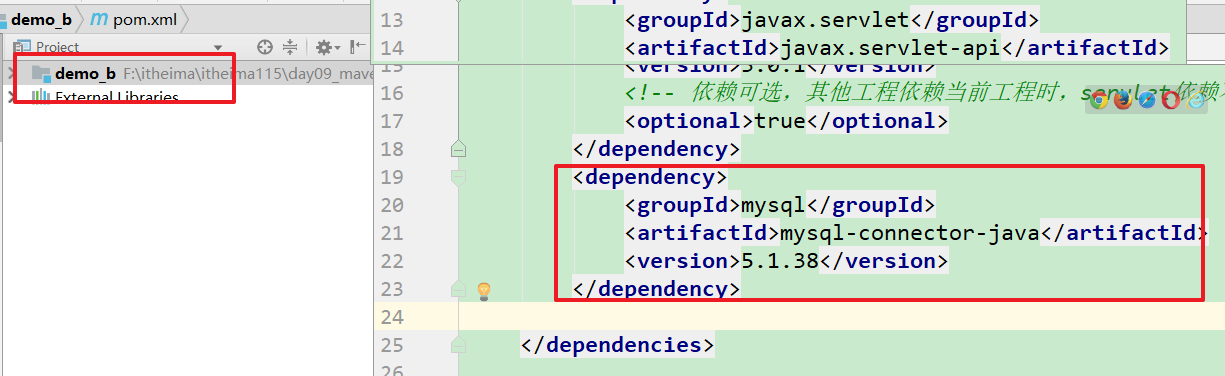 demo_b
m pom.xml
Project
demo_b F:\itheima\itheima115\day09_mave
External Libraries
13 <groupId>javax.servlet</groupId>
14 <artifactId>javax.servlet-api</artifactId>
15 <version>3.0.1</version>
16 <!-- 依赖可选，其他工程依赖当前工程时，servlet依赖
17 <optional>true</optional>
18 </dependency>
19 <dependency>
20 <groupId>mysql</groupId>
21 <artifactId>mysql-connector-java</artifactId>
22 <version>5.1.38</version>
23 </dependency>
24
25 </dependencies>
26